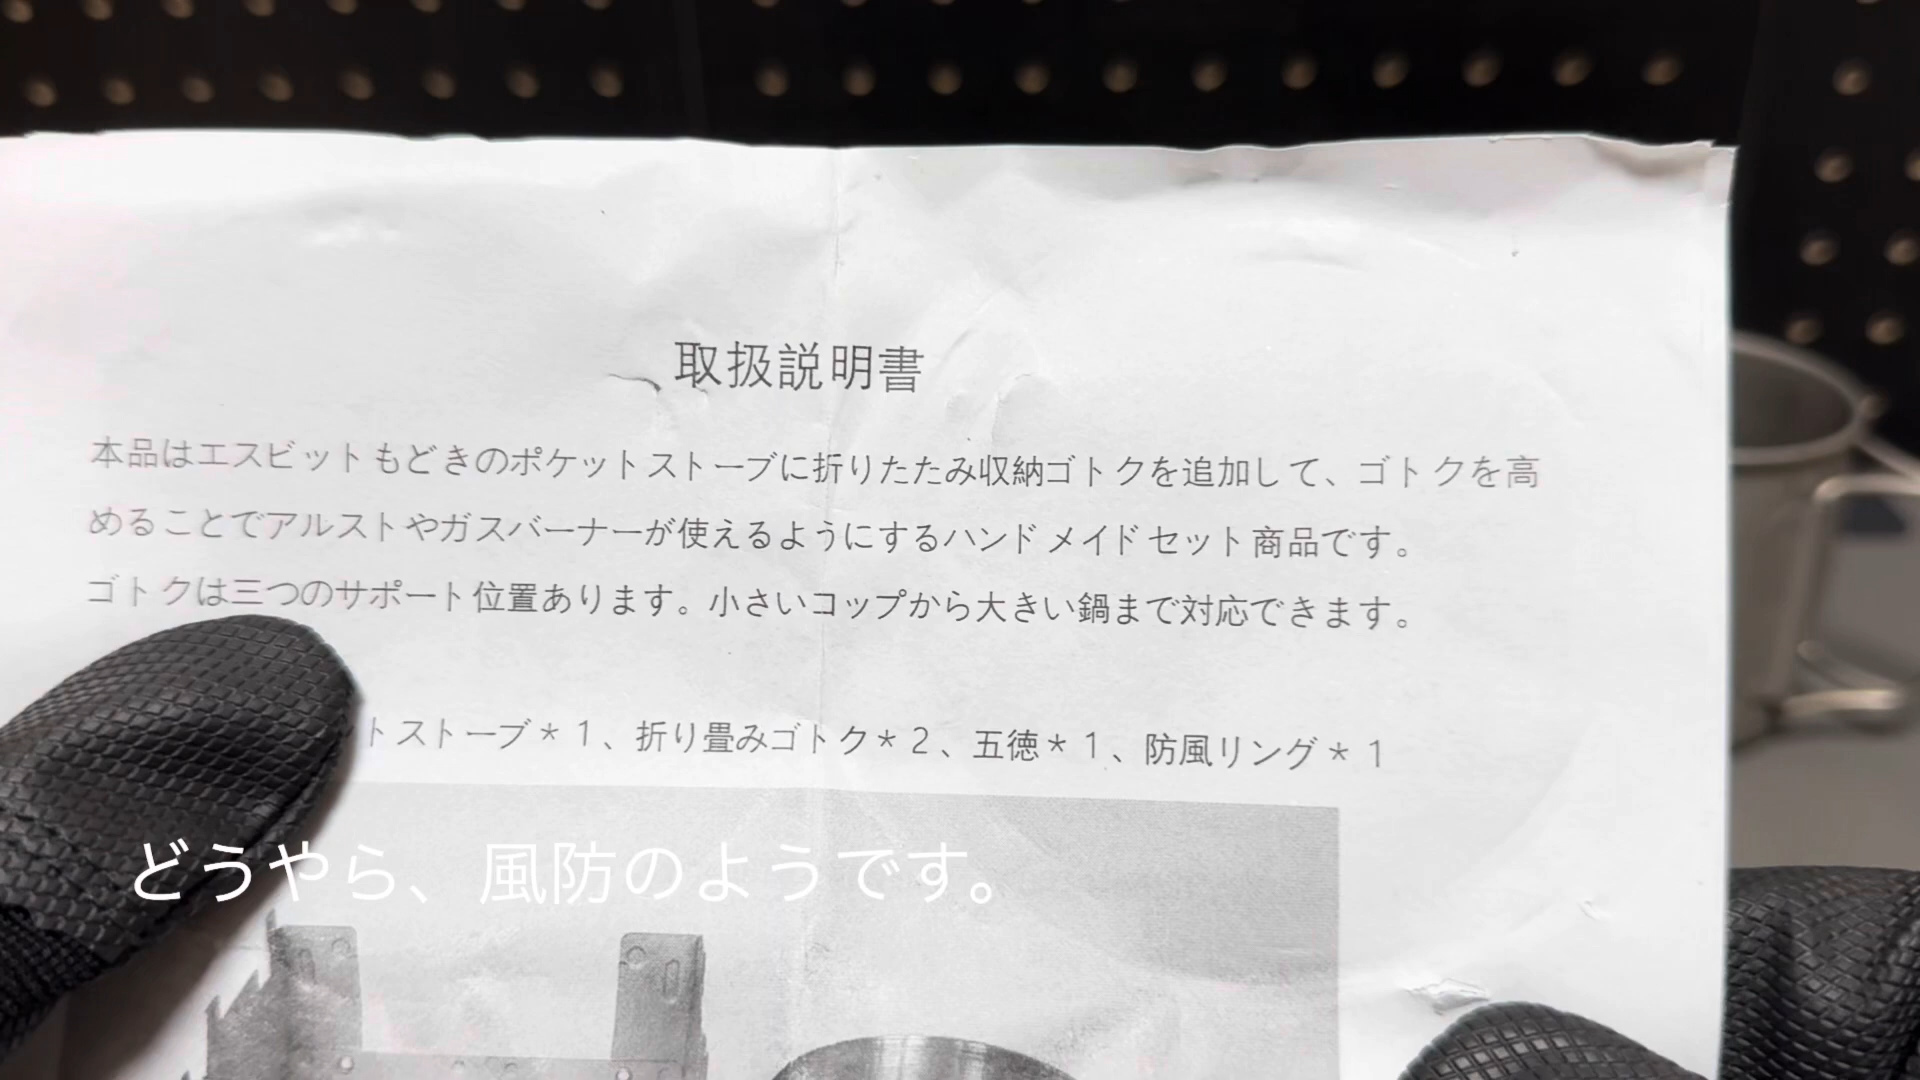 取扱説明書
本品はエスビットもどきのポケットストーブに折りたたみ収納ゴトクを追加して、ゴトクを高
めることでアルストやガスバーナーが使えるようにするハンドメイドセット商品です。
ゴトクは三つのサポート位置あります。小さいコップから大きい鍋まで対応できます。
トストーブ＊１、折り畳みゴトク＊２、五徳＊１、防風リング＊１
どうやら、風防のようです。